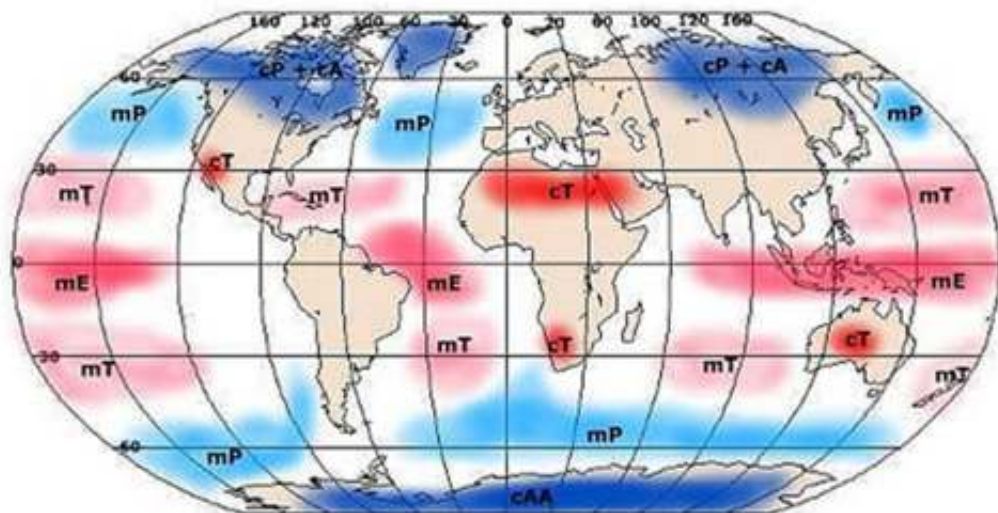 160 120 100 60 30 0 20 60 100 120 160
cP + cA cP + cA
60
mP mP mP
cT
30
mT mT cT mT
0
mE mE mE
cT cT
30
mT mT mT mT
60
mP mP
cAA